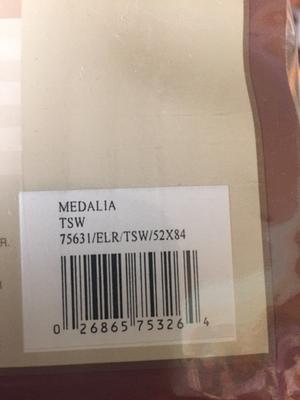 MEDALIA
TSW
75631/ELR/TSW/52X84
R.
0 26865 75326 4